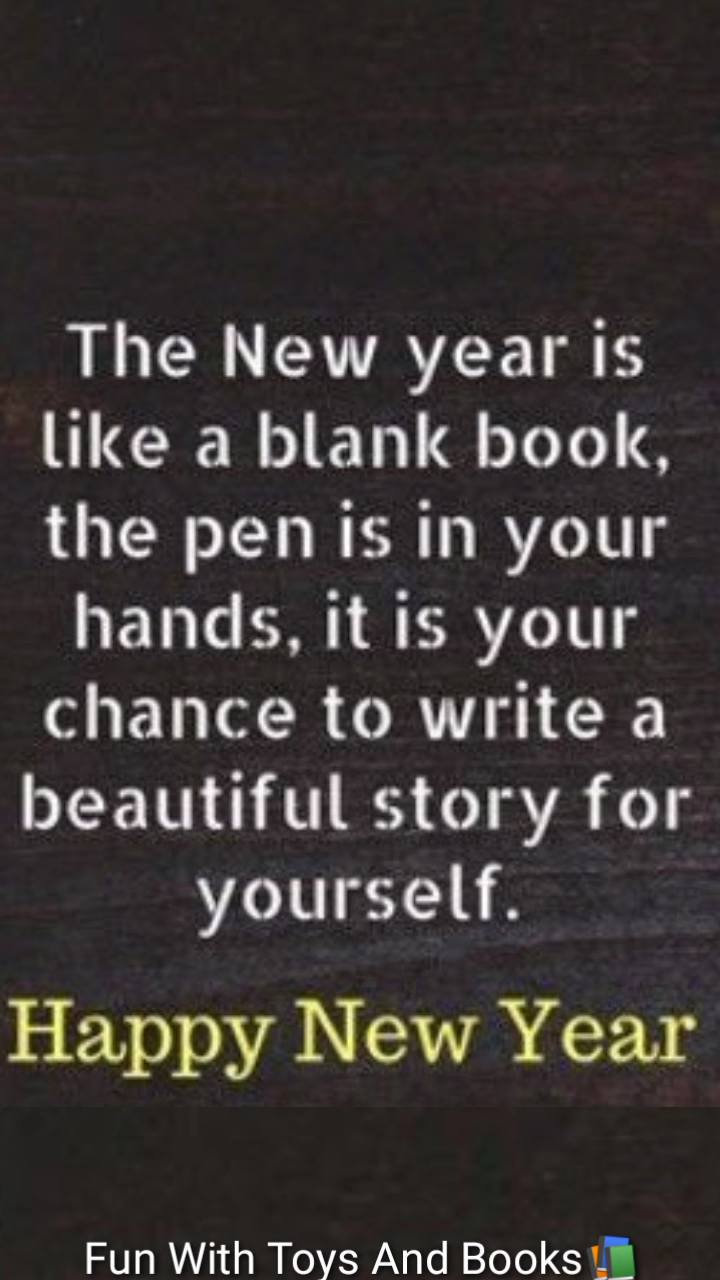 The New year is
like a blank book,
the pen is in your
hands, it is your
chance to write a
beautiful story for
yourself.
Happy New Year
Fun With Toys And Books📚